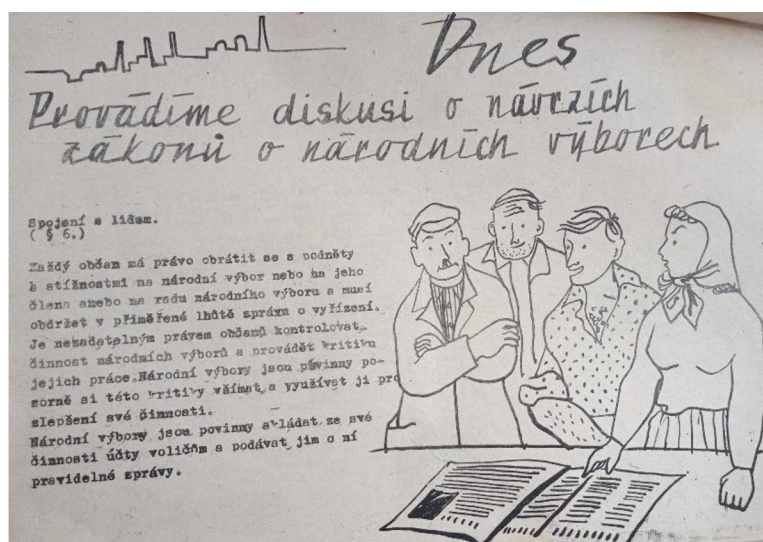 Dnes
Provádíme diskusi o návrzích
zákonů o národních výborech
Spojení s lidem.
( § 6.)
Každý občan má právo obrátit se s podněty
a stížnostmi na národní výbor nebo na jeho
člena anebo na radu národního výboru a musí
obdržet v přiměřené lhůtě zprávu o vyřízení.
Je nezadatelným právem občanů kontrolovat
činnost národních výborů a provádět kritiku
jejich práce.Národní výbory jsou povinny po-
zorně si této kritiky všímat a využívat ji pro
zlepšení své činnosti.
Národní výbory jsou povinny skládat ze své
činnosti účty voličům a podávat jim o ní
pravidelné zprávy.